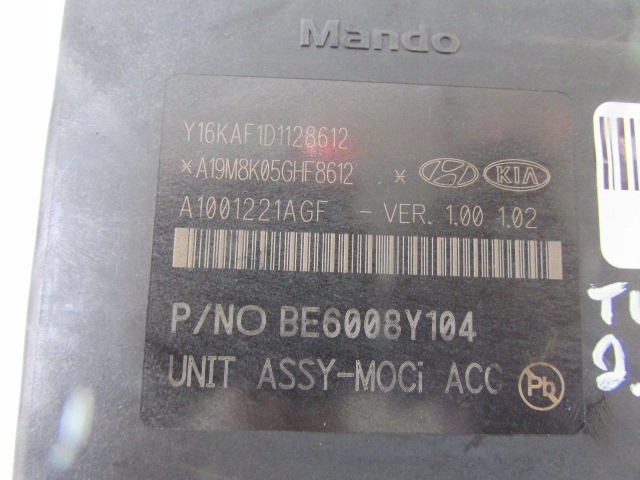 Mando
Y16KAF1D1128612
*A19M8K05GHF8612 *
KIA
A1001221AGF - VER. 1.00 1.02
P/NO BE6008Y104
UNIT ASSY-MOCi ACC
Pb